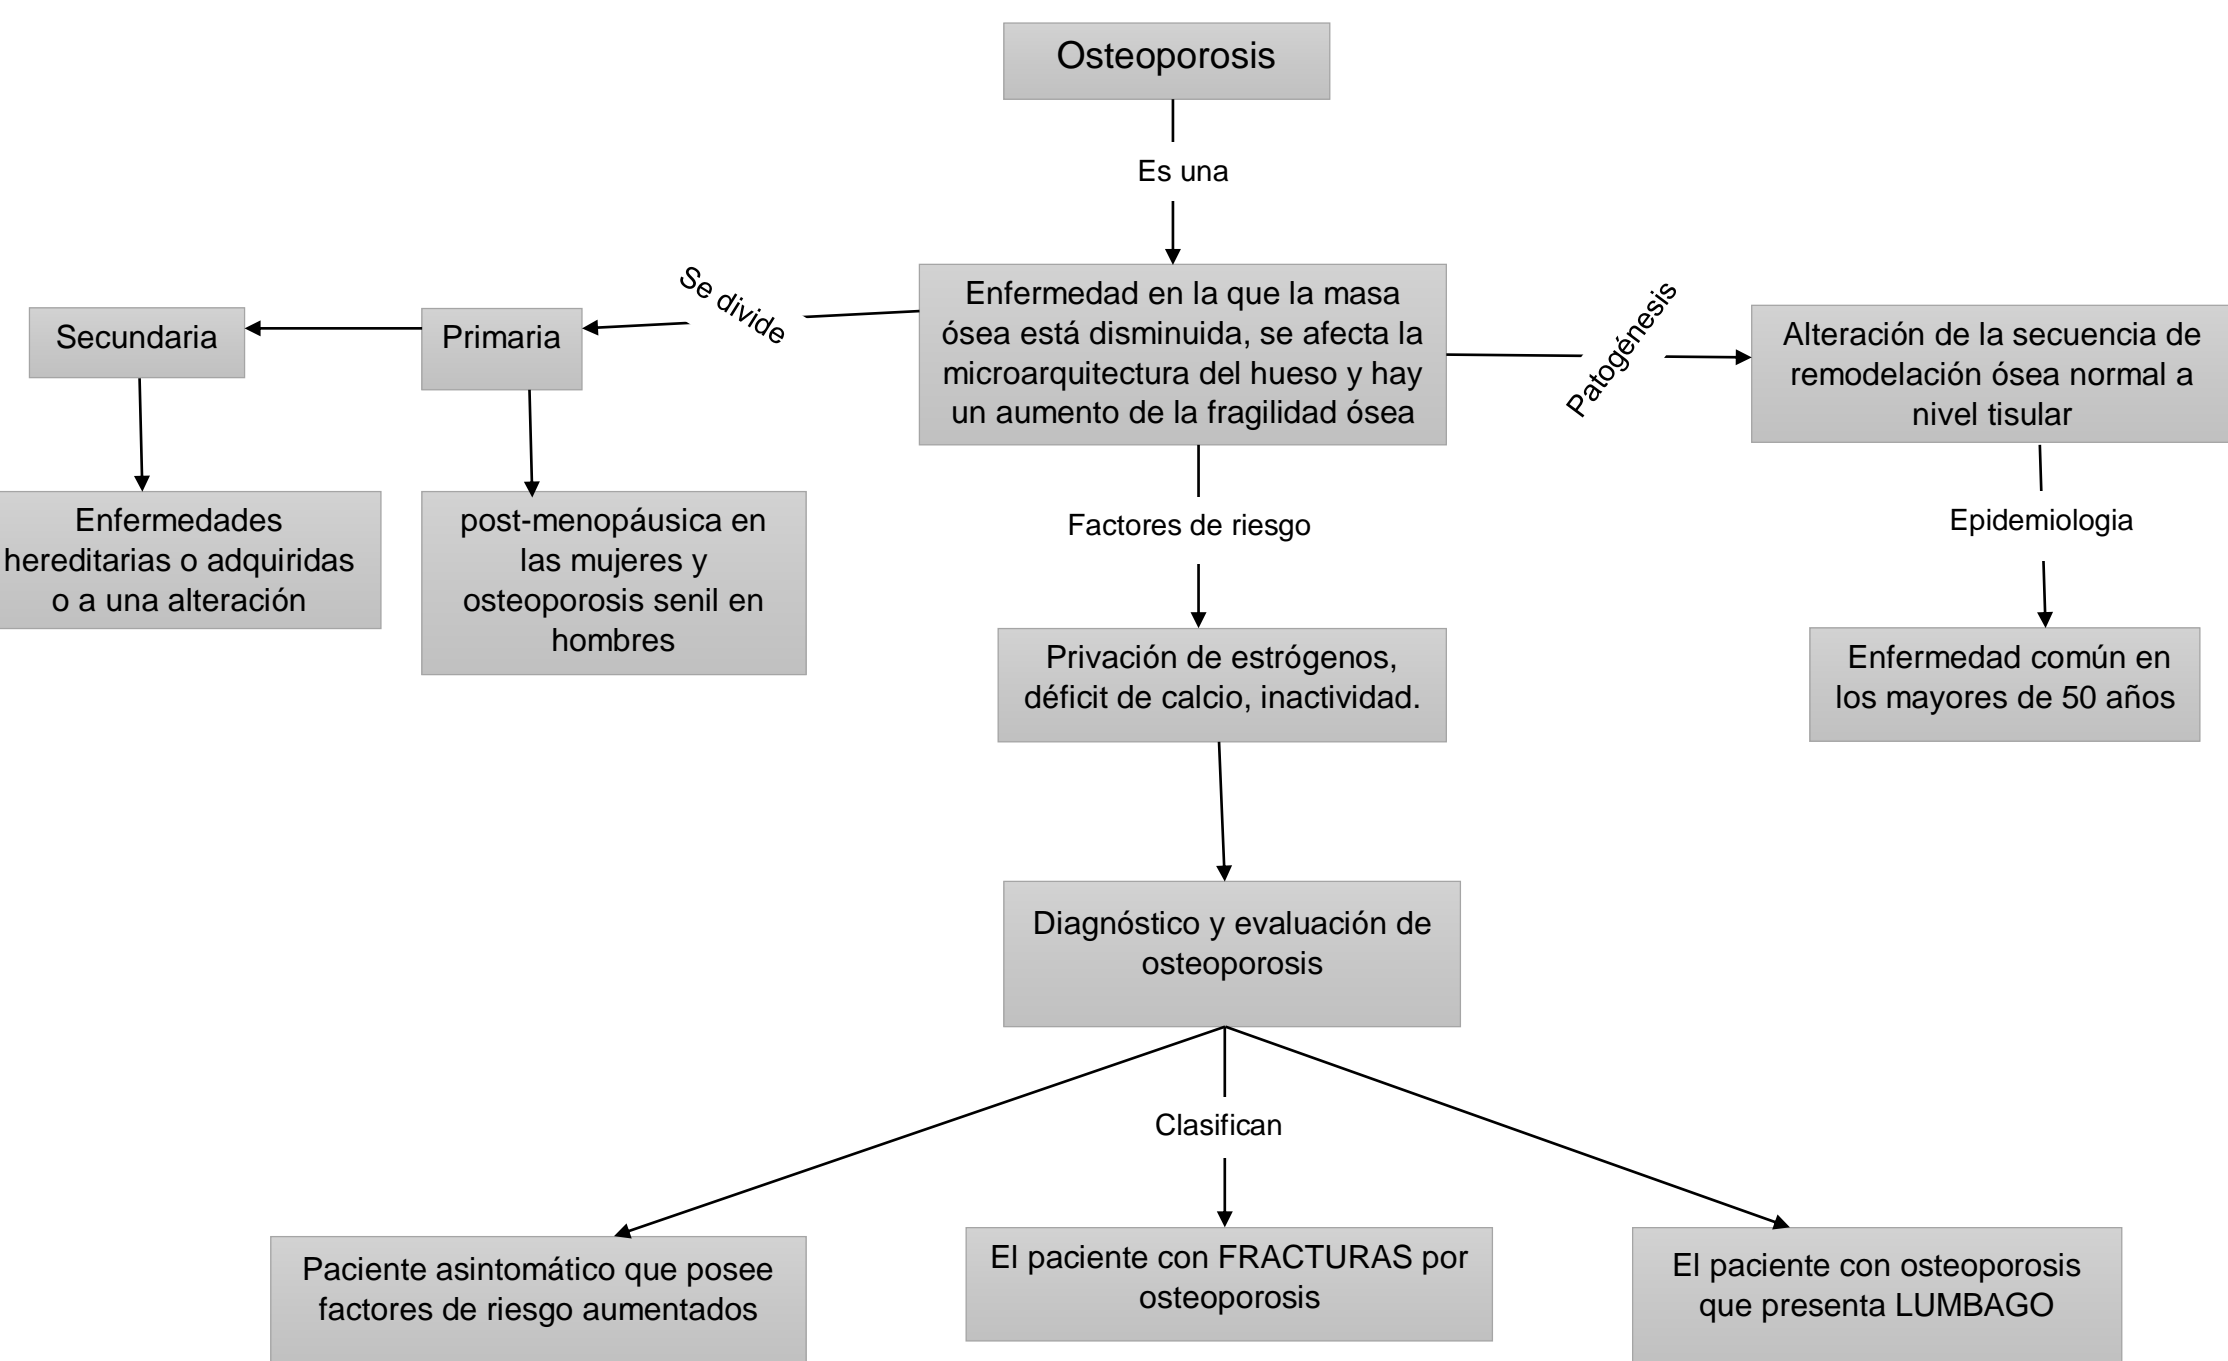 Osteoporosis
Es una
Se divide
Enfermedad en la que la masa
ósea está disminuida, se afecta la
microarquitectura del hueso y hay
un aumento de la fragilidad ósea
Patogénesis
Secundaria
Primaria
Alteración de la secuencia de
remodelación ósea normal a
nivel tisular
Enfermedades
hereditarias o adquiridas
o a una alteración
post-menopáusica en
las mujeres y
osteoporosis senil en
hombres
Factores de riesgo
Epidemiologia
Privación de estrógenos,
déficit de calcio, inactividad.
Enfermedad común en
los mayores de 50 años
Diagnóstico y evaluación de
osteoporosis
Clasifican
Paciente asintomático que posee
factores de riesgo aumentados
El paciente con FRACTURAS por
osteoporosis
El paciente con osteoporosis
que presenta LUMBAGO